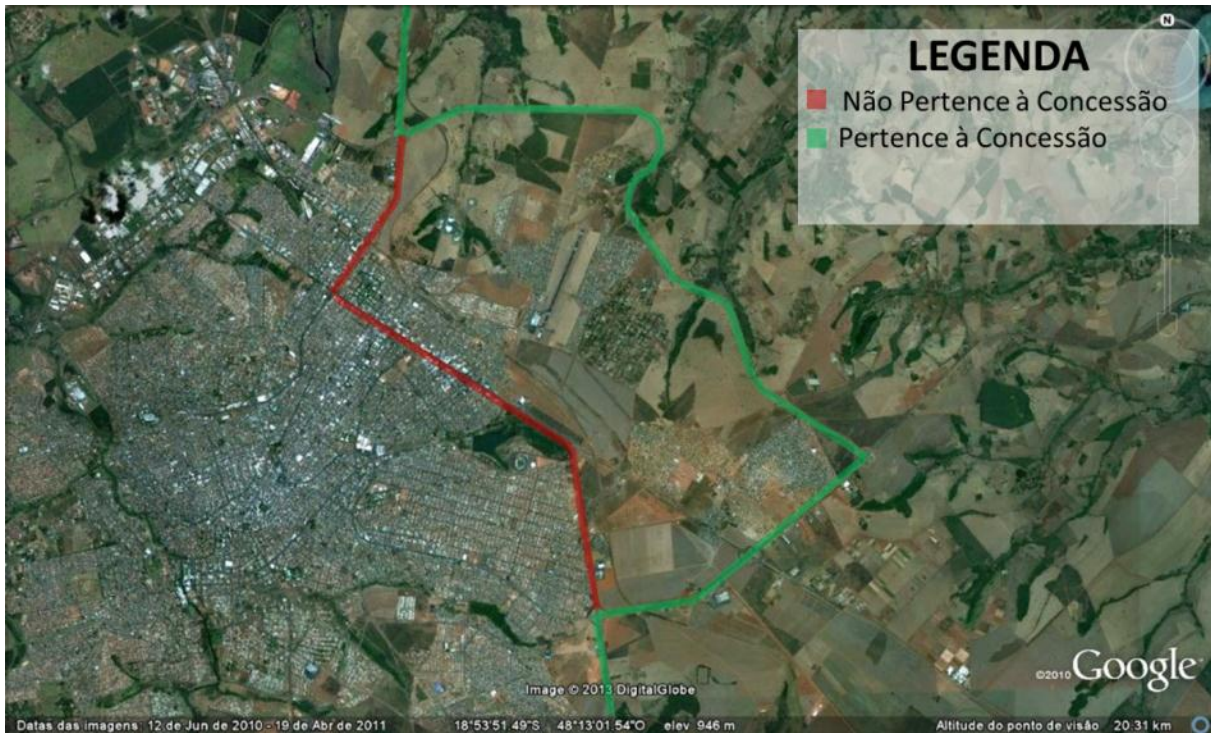 N
LEGENDA
Não Pertence à Concessão
Pertence à Concessão
©2010 Google
Image © 2013 DigitalGlobe
Datas das imagens: 12 de Jun de 2010 - 19 de Abr de 2011 18°53'51.49"S 48°13'01.54"O elev 946 m Altitude do ponto de visão 20.31 km